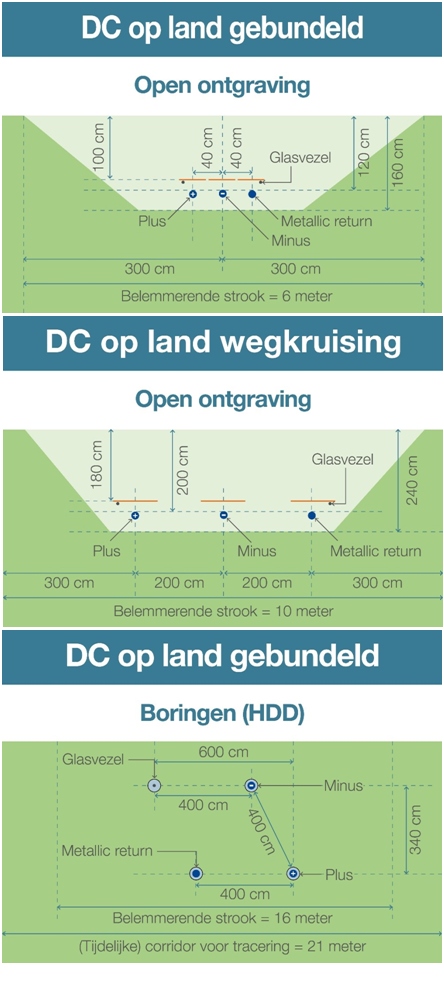 DC op land gebundeld
Open ontgraving
100 cm
40 cm
40 cm
Glasvezel
120 cm
160 cm
Plus
Metallic return
Minus
300 cm
300 cm
Belemmerende strook = 6 meter
DC op land wegkruising
Open ontgraving
180 cm
200 cm
Glasvezel
240 cm
Plus
Minus
Metallic return
300 cm
200 cm
200 cm
300 cm
Belemmerende strook = 10 meter
DC op land gebundeld
Boringen (HDD)
600 cm
Glasvezel
Minus
400 cm
400 cm
340 cm
Metallic return
Plus
400 cm
Belemmerende strook = 16 meter
(Tijdelijke) corridor voor tracering = 21 meter